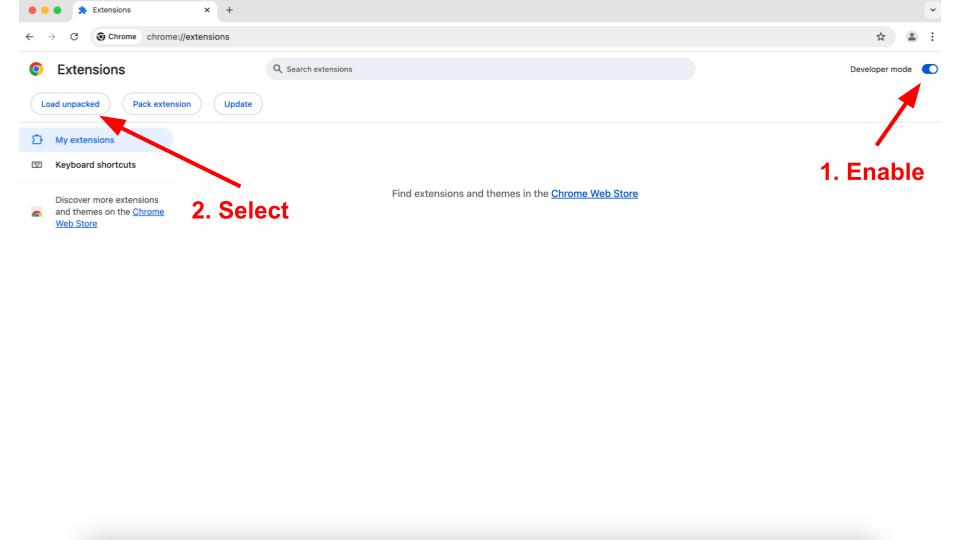 Extensions
Chrome chrome://extensions
Extensions
Search extensions
Developer mode
Load unpacked
Pack extension
Update
My extensions
Keyboard shortcuts
Discover more extensions
and themes on the Chrome
Web Store
Find extensions and themes in the Chrome Web Store
1. Enable
2. Select